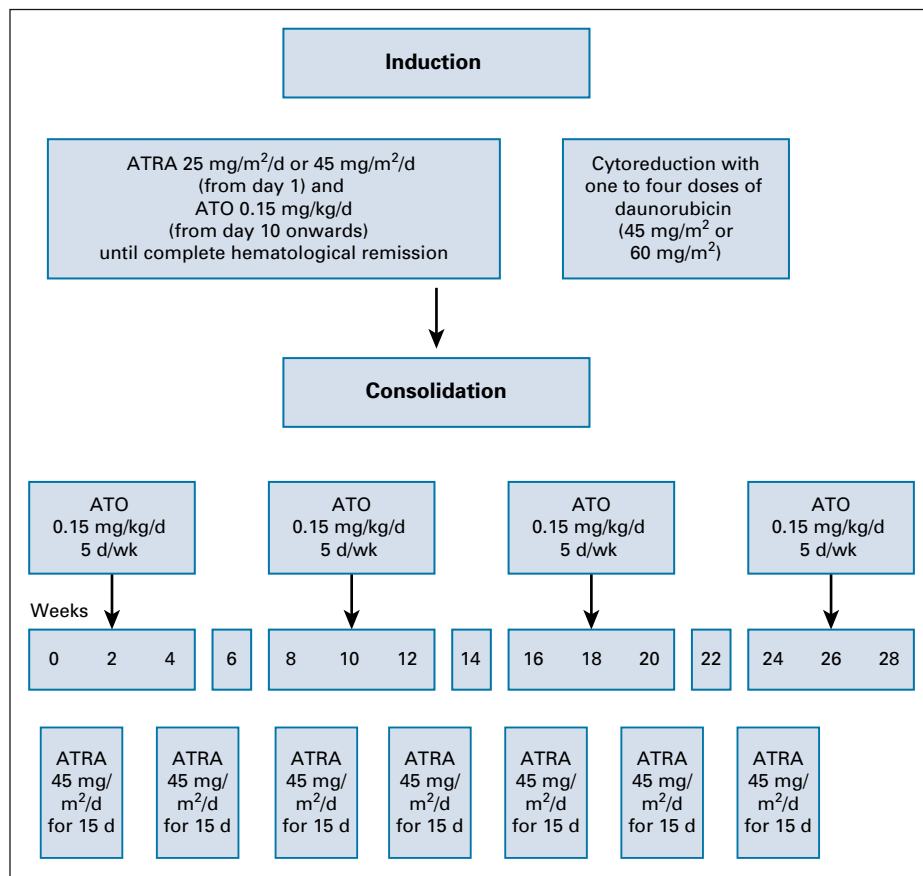 Induction
ATRA 25 mg/m²/d or 45 mg/m²/d
(from day 1) and
ATO 0.15 mg/kg/d
(from day 10 onwards)
until complete hematological remission
Cytoreduction with
one to four doses of
daunorubicin
(45 mg/m² or
60 mg/m²)
Consolidation
ATO
0.15 mg/kg/d
5 d/wk
ATO
0.15 mg/kg/d
5 d/wk
ATO
0.15 mg/kg/d
5 d/wk
ATO
0.15 mg/kg/d
5 d/wk
Weeks
0 2 4 6 8 10 12 14 16 18 20 22 24 26 28
ATRA
45 mg/
m²/d
for 15 d
ATRA
45 mg/
m²/d
for 15 d
ATRA
45 mg/
m²/d
for 15 d
ATRA
45 mg/
m²/d
for 15 d
ATRA
45 mg/
m²/d
for 15 d
ATRA
45 mg/
m²/d
for 15 d
ATRA
45 mg/
m²/d
for 15 d